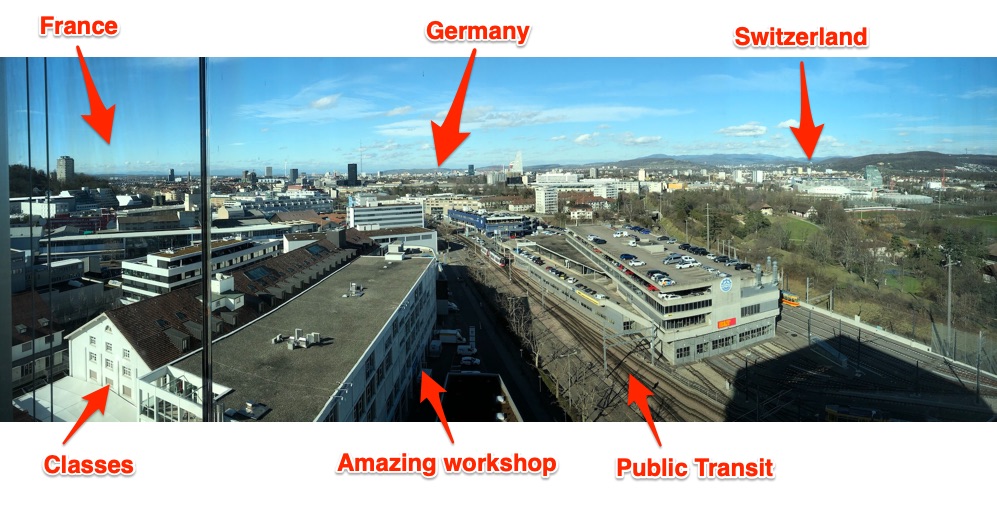 France
Germany
Switzerland
Classes
Amazing workshop
Public Transit